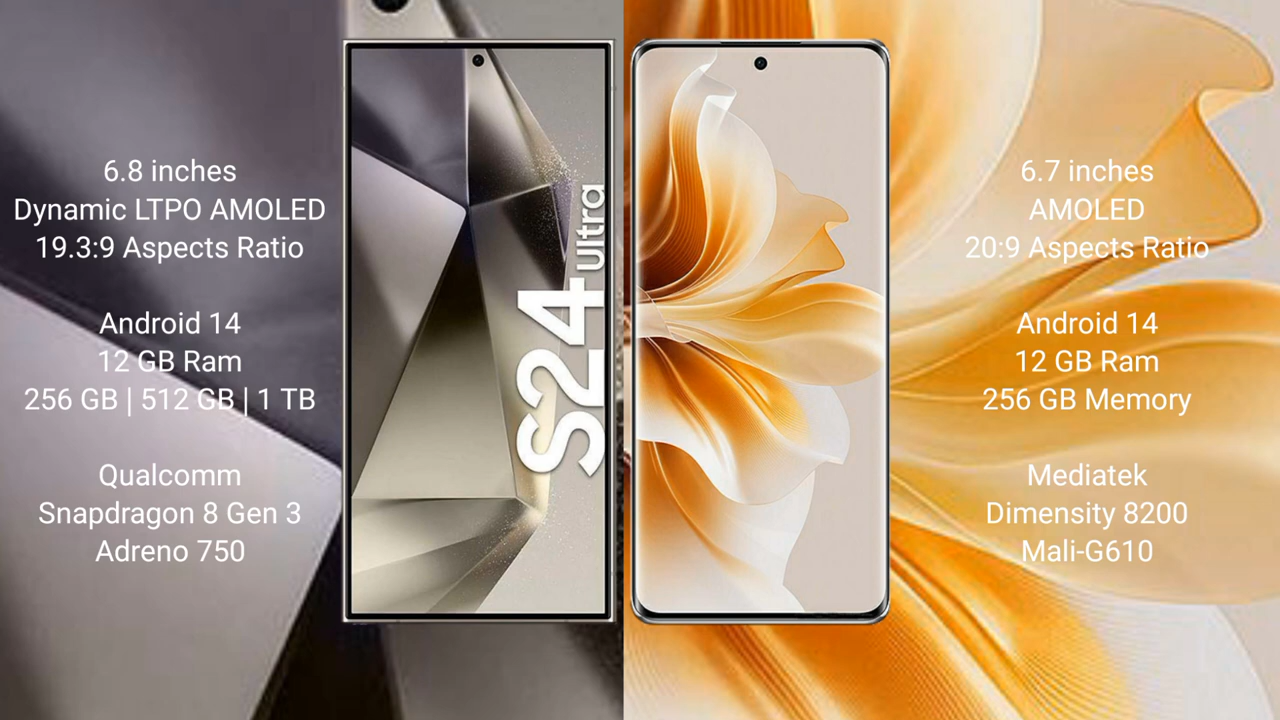 6.8 inches
Dynamic LTPO AMOLED
19.3:9 Aspects Ratio
Android 14
12 GB Ram
256 GB | 512 GB | 1 TB
Qualcomm
Snapdragon 8 Gen 3
Adreno 750
S24 ultra
6.7 inches
AMOLED
20:9 Aspects Ratio
Android 14
12 GB Ram
256 GB Memory
Mediatek
Dimensity 8200
Mali-G610